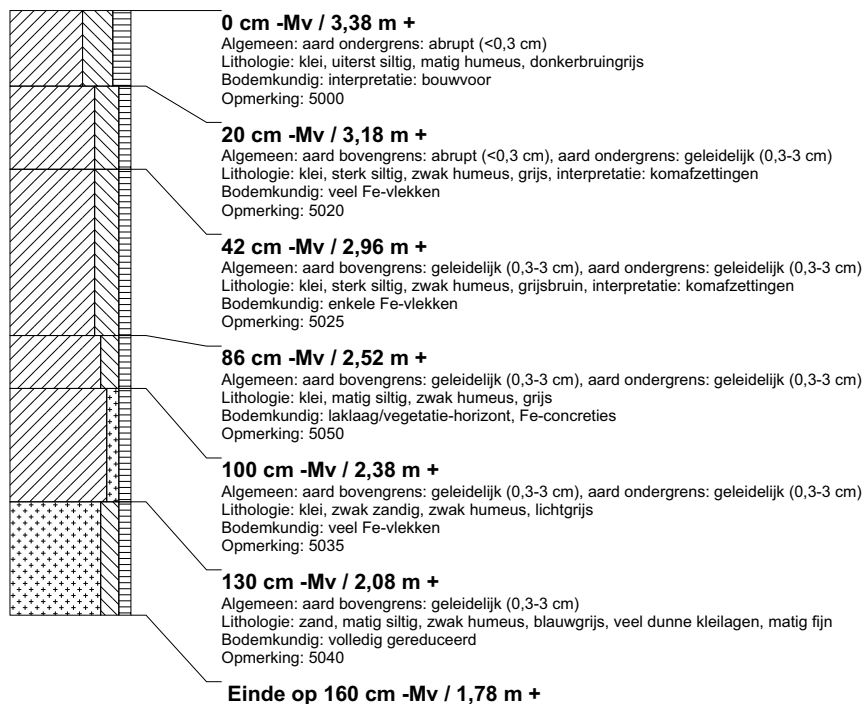 0 cm -Mv / 3,38 m +
Algemeen: aard ondergrens: abrupt (<0,3 cm)
Lithologie: klei, uiterst siltig, matig humeus, donkerbruingrijs
Bodemkundig: interpretatie: bouwvoor
Opmerking: 5000
20 cm -Mv / 3,18 m +
Algemeen: aard bovengrens: abrupt (<0,3 cm), aard ondergrens: geleidelijk (0,3-3 cm)
Lithologie: klei, sterk siltig, zwak humeus, grijs, interpretatie: komafzettingen
Bodemkundig: veel Fe-vlekken
Opmerking: 5020
42 cm -Mv / 2,96 m +
Algemeen: aard bovengrens: geleidelijk (0,3-3 cm), aard ondergrens: geleidelijk (0,3-3 cm)
Lithologie: klei, sterk siltig, zwak humeus, grijsbruin, interpretatie: komafzettingen
Bodemkundig: enkele Fe-vlekken
Opmerking: 5025
86 cm -Mv / 2,52 m +
Algemeen: aard bovengrens: geleidelijk (0,3-3 cm), aard ondergrens: geleidelijk (0,3-3 cm)
Lithologie: klei, matig siltig, zwak humeus, grijs
Bodemkundig: laklaag/vegetatie-horizont, Fe-concreties
Opmerking: 5050
100 cm -Mv / 2,38 m +
Algemeen: aard bovengrens: geleidelijk (0,3-3 cm), aard ondergrens: geleidelijk (0,3-3 cm)
Lithologie: klei, zwak zandig, zwak humeus, lichtgrijs
Bodemkundig: veel Fe-vlekken
Opmerking: 5035
130 cm -Mv / 2,08 m +
Algemeen: aard bovengrens: geleidelijk (0,3-3 cm)
Lithologie: zand, matig siltig, zwak humeus, blauwgrijs, veel dunne kleilagen, matig fijn
Bodemkundig: volledig gereduceerd
Opmerking: 5040
Einde op 160 cm -Mv / 1,78 m +